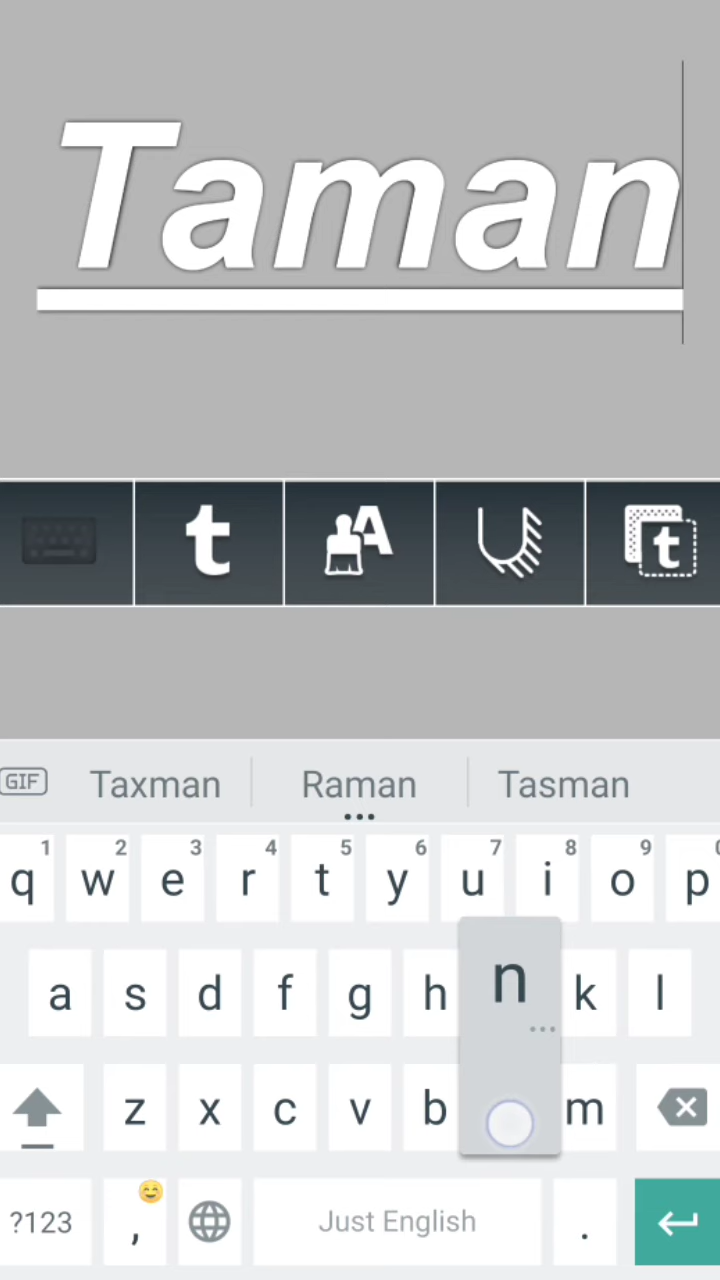 Taman
t
A
t
GIF Taxman Raman Tasman
...
1 2 3 4 5 6 7 8 9
q w e r t y u i o p
a s d f g h n k l
...
z x c v b m
?123 , Just English .